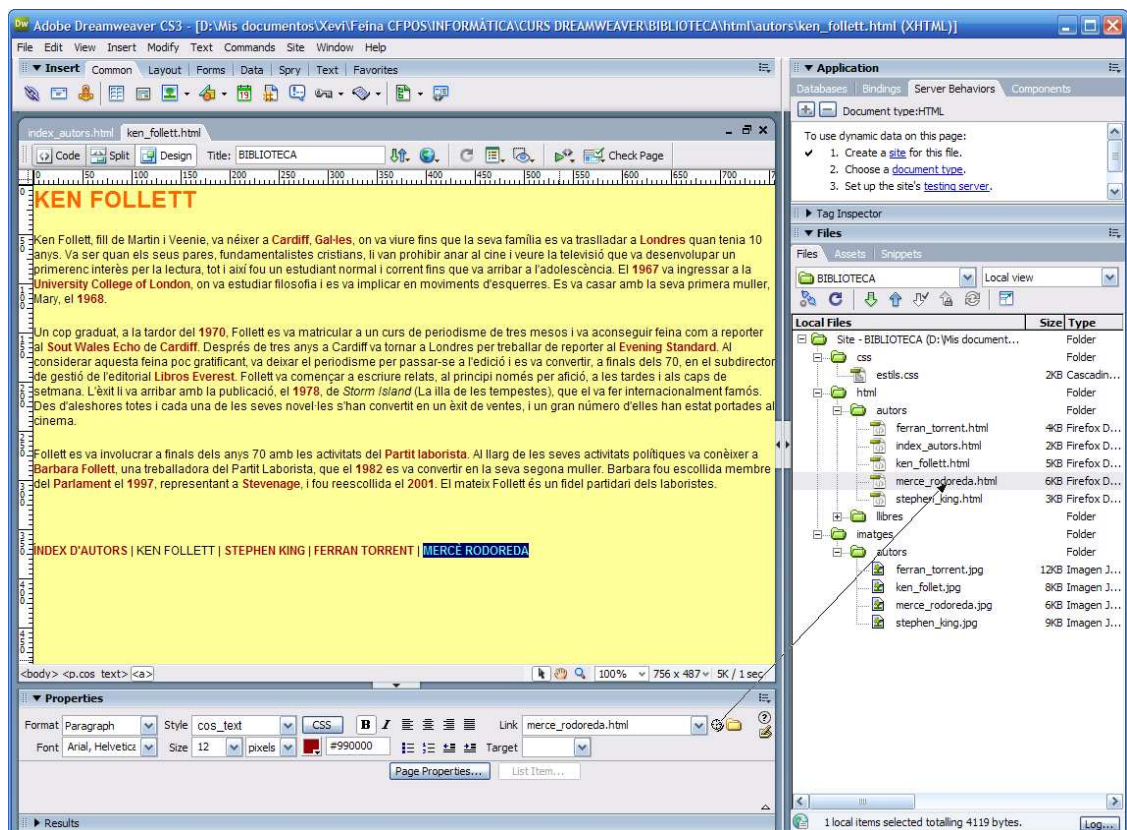 Adobe Dreamweaver CS3 - [D:\Mis documentos\Xevi\Feina CFPOS\INFORMÀTICA\CURS DREAMWEAVER\BIBLIOTECA\html\autors\ken_follett.html (XHTML)]
File Edit View Insert Modify Text Commands Site Window Help
▼ Insert Common Layout Forms Data Spry Text Favorites
index_autors.html ken_follett.html
Code Split Design Title: BIBLIOTECA Check Page
0 50 100 150 200 250 300 350 400 450 500 550 600 650 700
KEN FOLLETT
Ken Follett, fill de Martin i Veenie, va néixer a Cardiff, Gal·les, on va viure fins que la seva família es va traslladar a Londres quan tenia 10
anys. Va ser quan els seus pares, fundamentalistes cristians, li van prohibir anar al cine i veure la televisió que va desenvolupar un
primerenc interès per la lectura, tot i així fou un estudiant normal i corrent fins que va arribar a l'adolescència. El 1967 va ingressar a la
University College of London, on va estudiar filosofia i es va implicar en moviments d'esquerres. Es va casar amb la seva primera muller,
Mary, el 1968.
Un cop graduat, a la tardor del 1970, Follett es va matricular a un curs de periodisme de tres mesos i va aconseguir feina com a reporter
al Sout Wales Echo de Cardiff. Després de tres anys a Cardiff va tornar a Londres per treballar de reporter al Evening Standard. Al
considerar aquesta feina poc gratificant, va deixar el periodisme per passar-se a l'edició i es va convertir, a finals dels 70, en el subdirector
de gestió de l'editorial Libros Everest. Follett va començar a escriure relats, al principi només per afició, a les tardes i als caps de
setmana. L'èxit li va arribar amb la publicació, el 1978, de Storm Island (La illa de les tempestes), que el va fer internacionalment famós.
Des d'aleshores totes i cada una de les seves novel·les s'han convertit en un èxit de ventes, i un gran número d'elles han estat portades al
cinema.
Follett es va involucrar a finals dels anys 70 amb les activitats del Partit laborista. Al llarg de les seves activitats polítiques va conèixer a
Barbara Follett, una treballadora del Partit Laborista, que el 1982 es va convertir en la seva segona muller. Barbara fou escollida membre
del Parlament el 1997, representant a Stevenage, i fou reescollida el 2001. El mateix Follett és un fidel partidari dels laboristes.
ÍNDEX D'AUTORS | KEN FOLLETT | STEPHEN KING | FERRAN TORRENT | MERCÈ RODOREDA
<body> <p.cos_text> <a> 100% 756 x 487 5K / 1 sec
▼ Properties
Format Paragraph Style cos_text CSS B I Link merce_rodoreda.html
Font Arial, Helvetica Size 12 pixels #990000 Target
Page Properties... List Item...
▶ Results
▼ Application
Databases Bindings Server Behaviors Components
Document type:HTML
To use dynamic data on this page:
✔ 1. Create a site for this file.
2. Choose a document type.
3. Set up the site's testing server.
▶ Tag Inspector
▼ Files
Files Assets Snippets
BIBLIOTECA Local view
Local Files Size Type
Site - BIBLIOTECA (D:\Mis document... Folder
css Folder
estils.css 2KB Cascadin...
html Folder
autors Folder
ferran_torrent.html 4KB Firefox D...
index_autors.html 2KB Firefox D...
ken_follett.html 5KB Firefox D...
merce_rodoreda.html 6KB Firefox D...
stephen_king.html 3KB Firefox D...
llibres Folder
imatges Folder
autors Folder
ferran_torrent.jpg 12KB Imagen J...
ken_follet.jpg 8KB Imagen J...
merce_rodoreda.jpg 6KB Imagen J...
stephen_king.jpg 9KB Imagen J...
1 local items selected totalling 4119 bytes. Log...